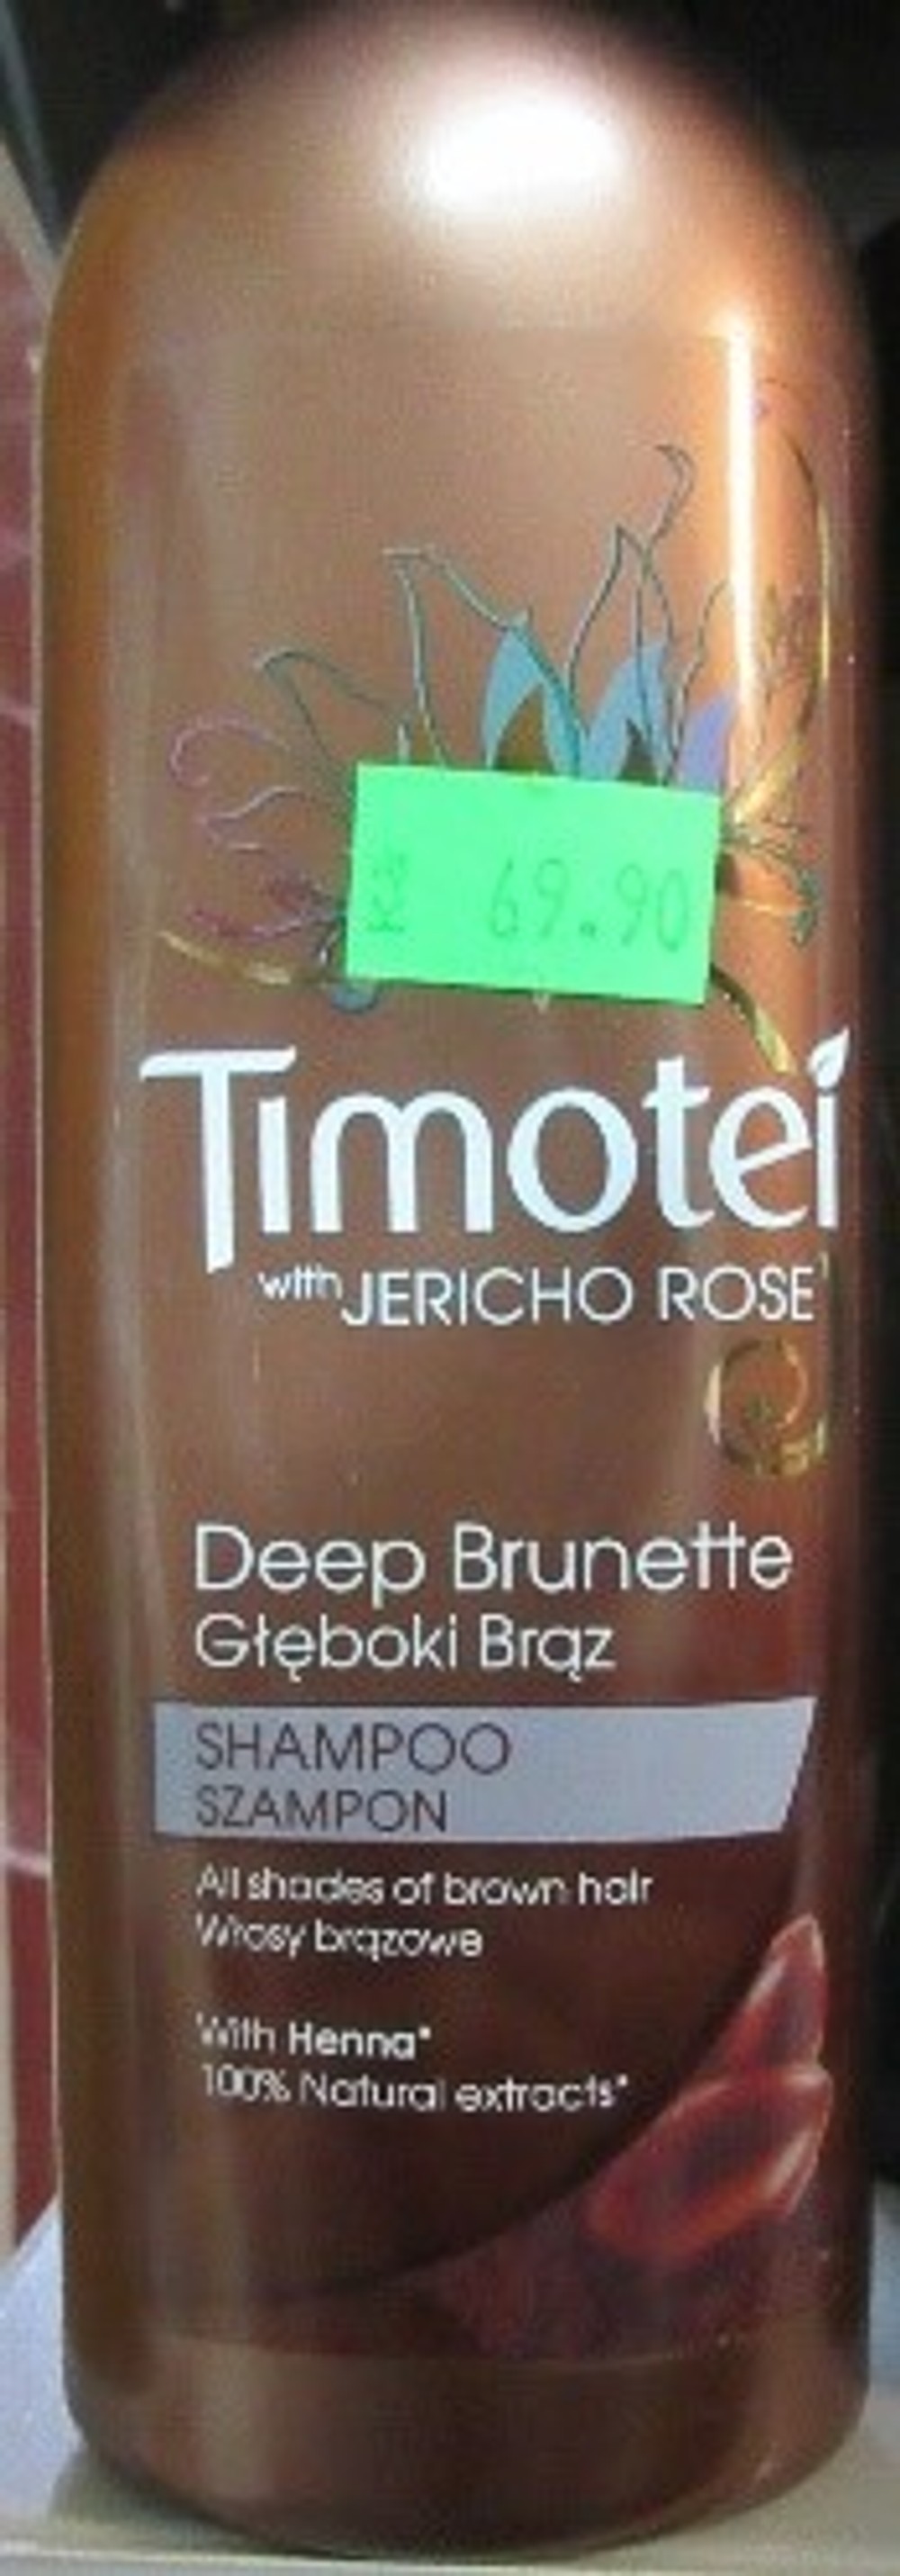 69.90
Timotei
with JERICHO ROSE
Deep Brunette
Głęboki Brąz
SHAMPOO
SZAMPON
All shades of brown hair
Włosy brązowe
With Henna*
100% Natural extracts*